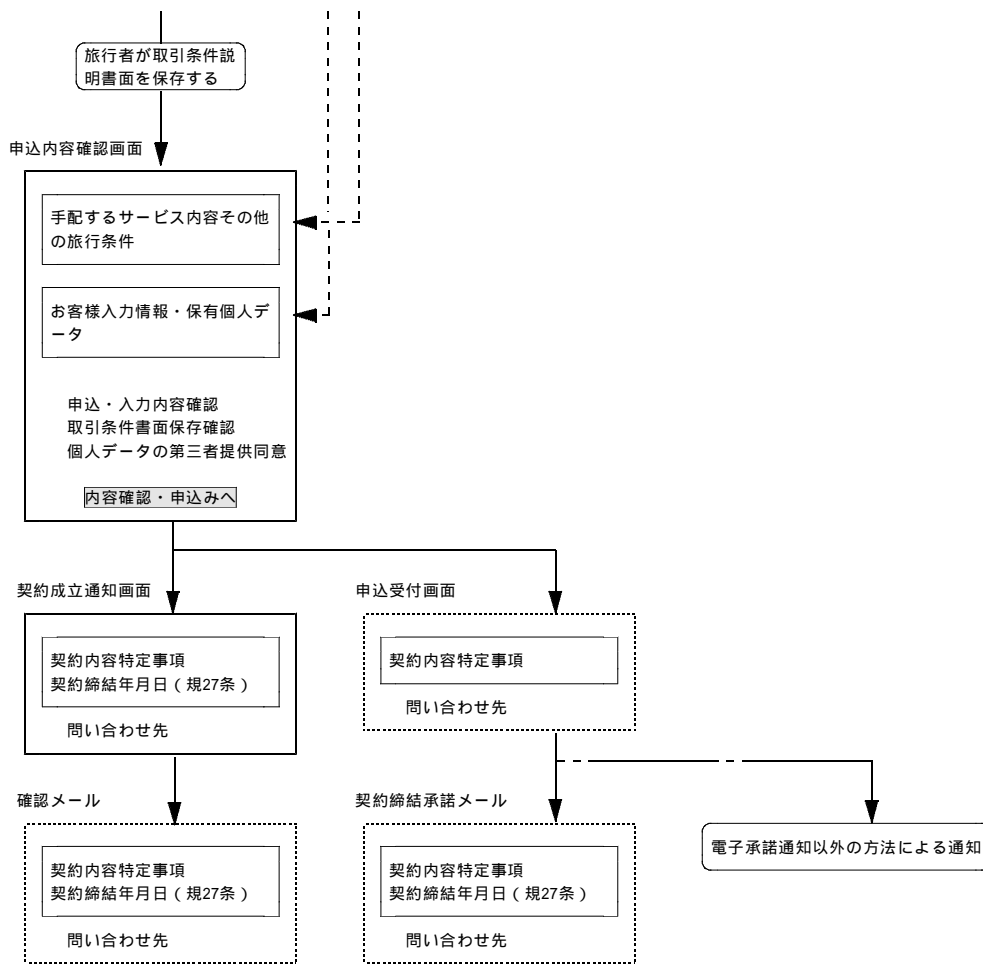 旅行者が取引条件説
明書面を保存する
申込内容確認画面
手配するサービス内容その他
の旅行条件
お客様入力情報・保有個人デ
ータ
申込・入力内容確認
取引条件書面保存確認
個人データの第三者提供同意
内容確認・申込みへ
契約成立通知画面
契約内容特定事項
契約締結年月日（規27条）
問い合わせ先
申込受付画面
契約内容特定事項
問い合わせ先
確認メール
契約内容特定事項
契約締結年月日（規27条）
問い合わせ先
契約締結承諾メール
契約内容特定事項
契約締結年月日（規27条）
問い合わせ先
電子承諾通知以外の方法による通知